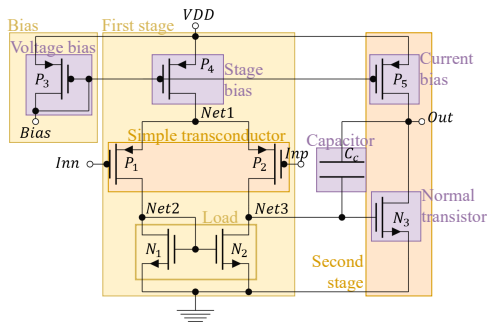 VDD
Bias
First stage
Voltage bias
P3
P4
Stage
bias
Current
bias
P5
Bias
Net1
Out
Simple transconductor
Capacitor
Inn
P1
P2
Inp
Cc
Net2
Net3
Load
Normal
transistor
N1
N2
N3
Second
stage